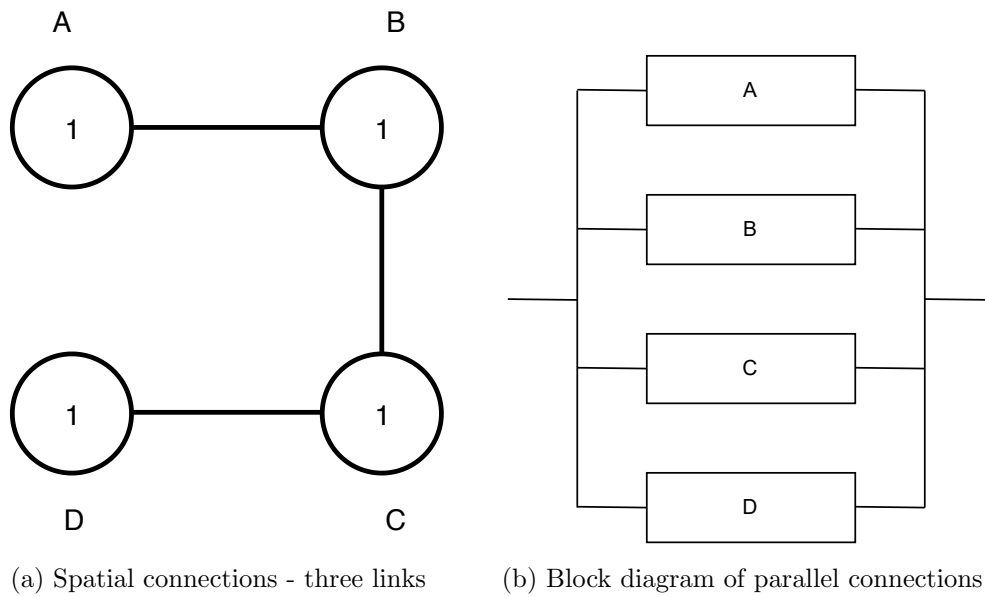 A B
1 1
1 1
D C
(a) Spatial connections - three links
A
B
C
D
(b) Block diagram of parallel connections